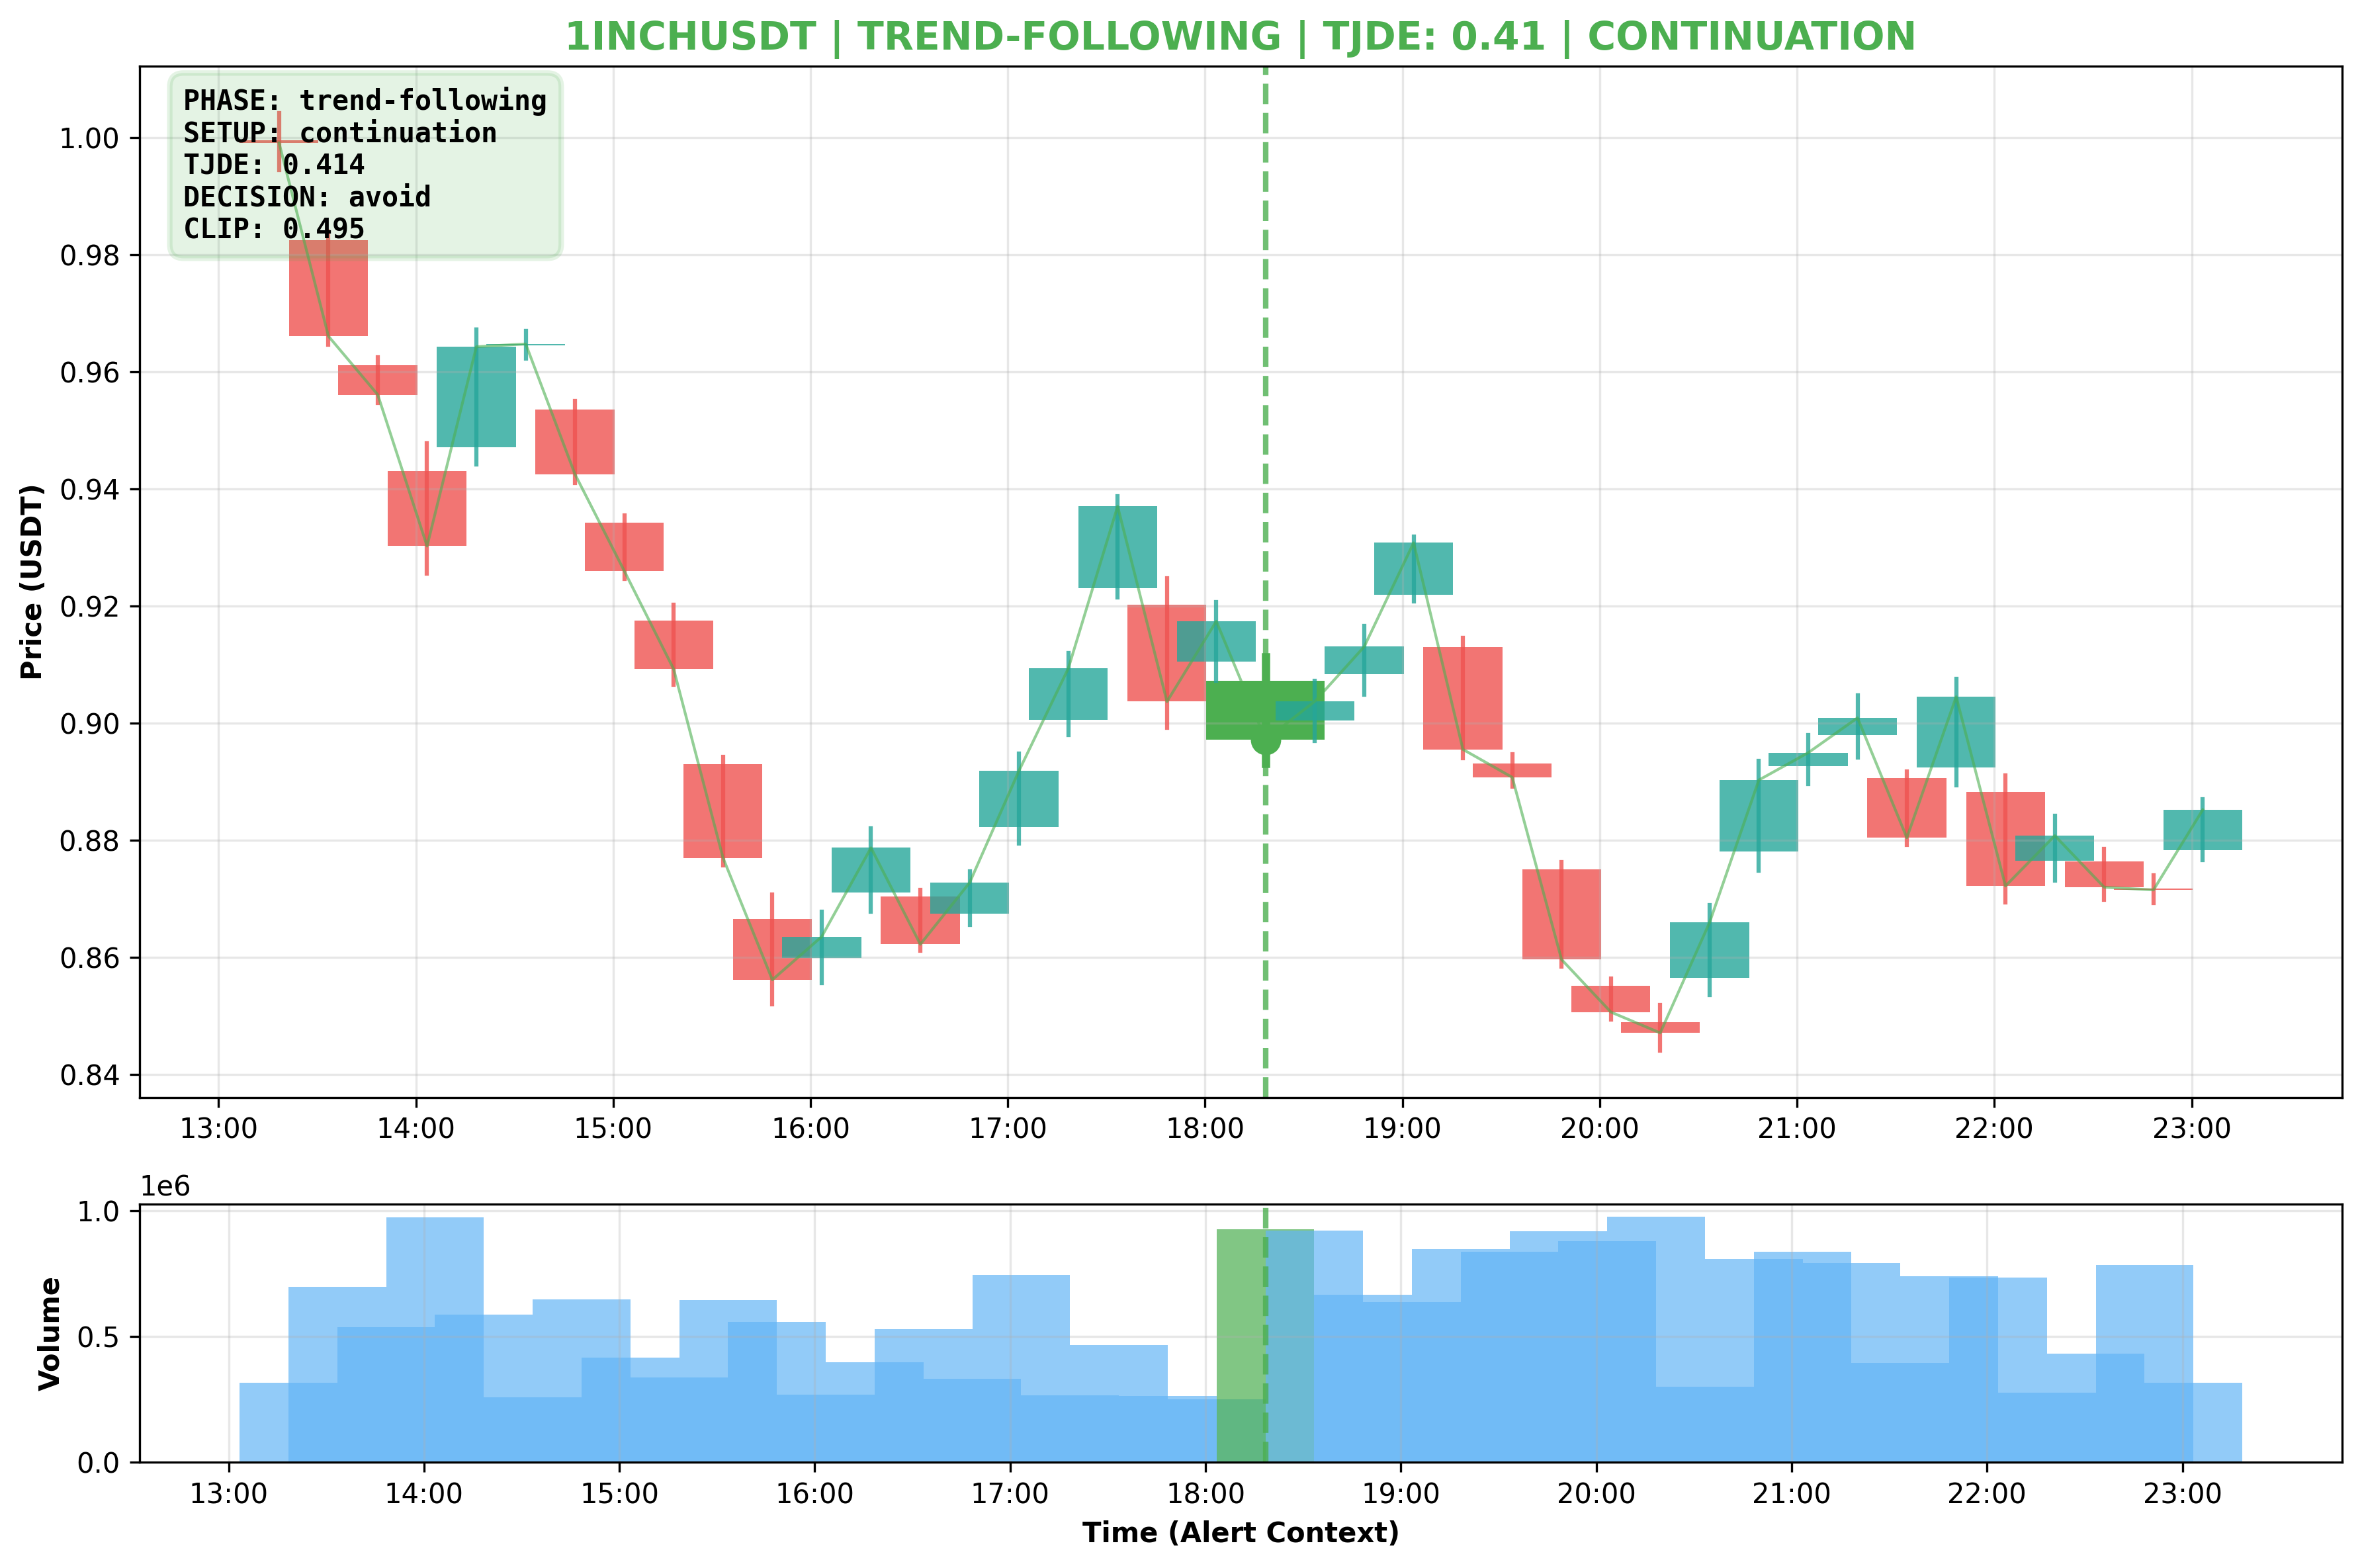 1INCHUSDT | TREND-FOLLOWING | TJDE: 0.41 | CONTINUATION
PHASE: trend-following
SETUP: continuation
TJDE: 0.414
DECISION: avoid
CLIP: 0.495
Price (USDT)
1.00
0.98
0.96
0.94
0.92
0.90
0.88
0.86
0.84
13:00 14:00 15:00 16:00 17:00 18:00 19:00 20:00 21:00 22:00 23:00
1e6
Volume
1.0
0.5
0.0
13:00 14:00 15:00 16:00 17:00 18:00 19:00 20:00 21:00 22:00 23:00
Time (Alert Context)